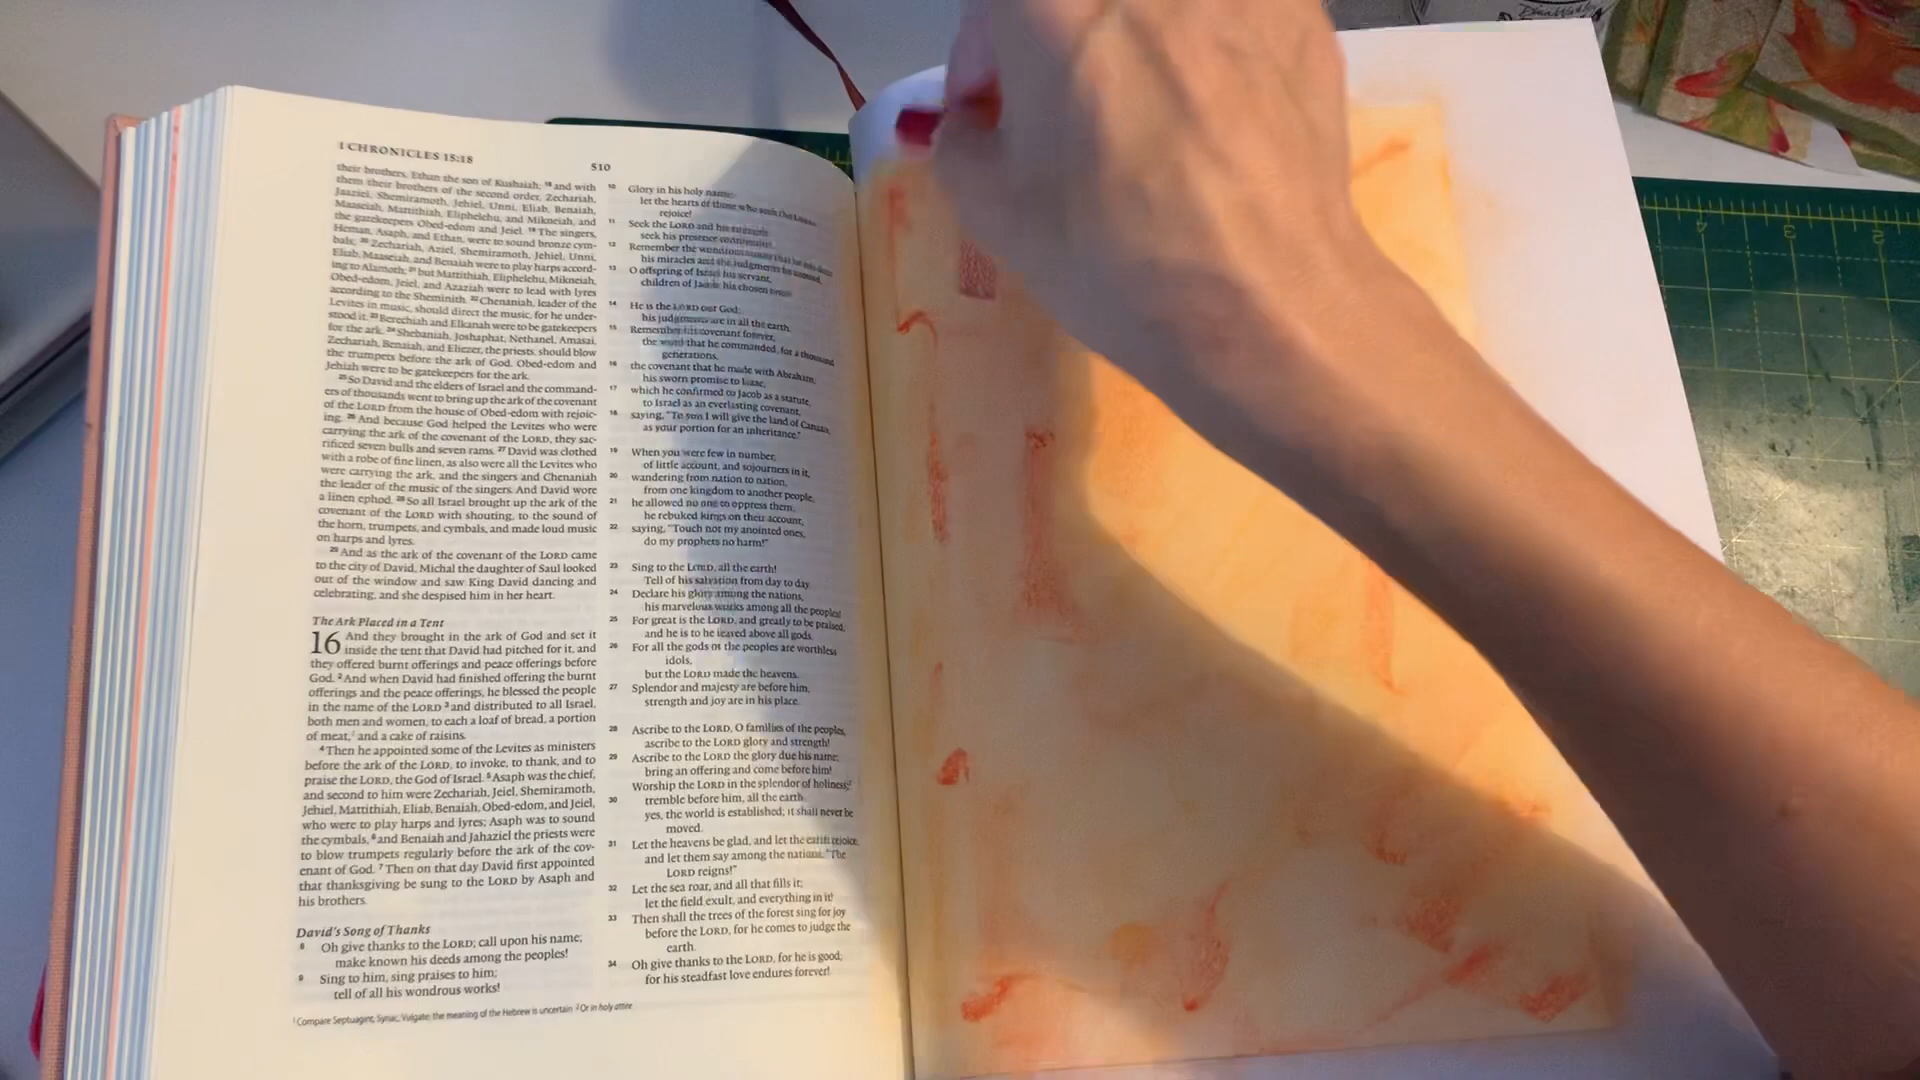 1 CHRONICLES 15:18
510
their brothers, Ethan the son of Kushaiah; 18 and with
them their brothers of the second order, Zechariah,
Jaaziel, Shemiramoth, Jehiel, Unni, Eliab, Benaiah,
Maaseiah, Mattithiah, Eliphelehu, and Mikneiah, and
the gatekeepers Obed-edom and Jeiel. 19 The singers,
Heman, Asaph, and Ethan, were to sound bronze cym-
bals; 20 Zechariah, Aziel, Shemiramoth, Jehiel, Unni,
Eliab, Maaseiah, and Benaiah were to play harps accord-
ing to Alamoth; 21 but Mattithiah, Eliphelehu, Mikneiah,
Obed-edom, Jeiel, and Azaziah were to lead with lyres
according to the Sheminith. 22 Chenaniah, leader of the
Levites in music, should direct the music, for he under-
stood it. 23 Berechiah and Elkanah were to be gatekeepers
for the ark. 24 Shebaniah, Joshaphat, Nethanel, Amasai,
Zechariah, Benaiah, and Eliezer, the priests, should blow
the trumpets before the ark of God. Obed-edom and
Jehiah were to be gatekeepers for the ark.
25 So David and the elders of Israel and the command-
ers of thousands went to bring up the ark of the covenant
of the LORD from the house of Obed-edom with rejoic-
ing. 26 And because God helped the Levites who were
carrying the ark of the covenant of the LORD, they sac-
rificed seven bulls and seven rams. 27 David was clothed
with a robe of fine linen, as also were all the Levites who
were carrying the ark, and the singers and Chenaniah
the leader of the music of the singers. And David wore
a linen ephod. 28 So all Israel brought up the ark of the
covenant of the LORD with shouting, to the sound of
the horn, trumpets, and cymbals, and made loud music
on harps and lyres.
29 And as the ark of the covenant of the LORD came
to the city of David, Michal the daughter of Saul looked
out of the window and saw King David dancing and
celebrating, and she despised him in her heart.
The Ark Placed in a Tent
16 And they brought in the ark of God and set it
inside the tent that David had pitched for it, and
they offered burnt offerings and peace offerings before
God. 2 And when David had finished offering the burnt
offerings and the peace offerings, he blessed the people
in the name of the LORD 3 and distributed to all Israel,
both men and women, to each a loaf of bread, a portion
of meat,1 and a cake of raisins.
4 Then he appointed some of the Levites as ministers
before the ark of the LORD, to invoke, to thank, and to
praise the LORD, the God of Israel. 5 Asaph was the chief,
and second to him were Zechariah, Jeiel, Shemiramoth,
Jehiel, Mattithiah, Eliab, Benaiah, Obed-edom, and Jeiel,
who were to play harps and lyres; Asaph was to sound
the cymbals, 6 and Benaiah and Jahaziel the priests were
to blow trumpets regularly before the ark of the cov-
enant of God. 7 Then on that day David first appointed
that thanksgiving be sung to the LORD by Asaph and
his brothers.
David's Song of Thanks
8 Oh give thanks to the LORD; call upon his name;
make known his deeds among the peoples!
9 Sing to him, sing praises to him;
tell of all his wondrous works!
1 Compare Septuagint, Syriac, Vulgate; the meaning of the Hebrew is uncertain 2 Or in holy attire
10 Glory in his holy name;
let the hearts of those who seek the LORD
rejoice!
11 Seek the LORD and his strength;
seek his presence continually!
12 Remember the wondrous works that he has done
his miracles and the judgments he uttered,
13 O offspring of Israel his servant,
children of Jacob, his chosen ones!
14 He is the LORD our God;
his judgments are in all the earth.
15 Remember his covenant forever,
the word that he commanded, for a thousand
generations,
16 the covenant that he made with Abraham,
his sworn promise to Isaac,
17 which he confirmed to Jacob as a statute,
to Israel as an everlasting covenant,
18 saying, "To you I will give the land of Canaan,
as your portion for an inheritance."
19 When you were few in number,
of little account, and sojourners in it,
20 wandering from nation to nation,
from one kingdom to another people,
21 he allowed no one to oppress them;
he rebuked kings on their account,
22 saying, "Touch not my anointed ones,
do my prophets no harm!"
23 Sing to the LORD, all the earth!
Tell of his salvation from day to day.
24 Declare his glory among the nations,
his marvelous works among all the peoples!
25 For great is the LORD, and greatly to be praised,
and he is to be feared above all gods.
26 For all the gods of the peoples are worthless
idols,
but the LORD made the heavens.
27 Splendor and majesty are before him;
strength and joy are in his place.
28 Ascribe to the LORD, O families of the peoples,
ascribe to the LORD glory and strength!
29 Ascribe to the LORD the glory due his name;
bring an offering and come before him!
Worship the LORD in the splendor of holiness;2
30 tremble before him, all the earth;
yes, the world is established; it shall never be
moved.
31 Let the heavens be glad, and let the earth rejoice,
and let them say among the nations, "The
LORD reigns!"
32 Let the sea roar, and all that fills it;
let the field exult, and everything in it!
33 Then shall the trees of the forest sing for joy
before the LORD, for he comes to judge the
earth.
34 Oh give thanks to the LORD, for he is good;
for his steadfast love endures forever!
4
3
2